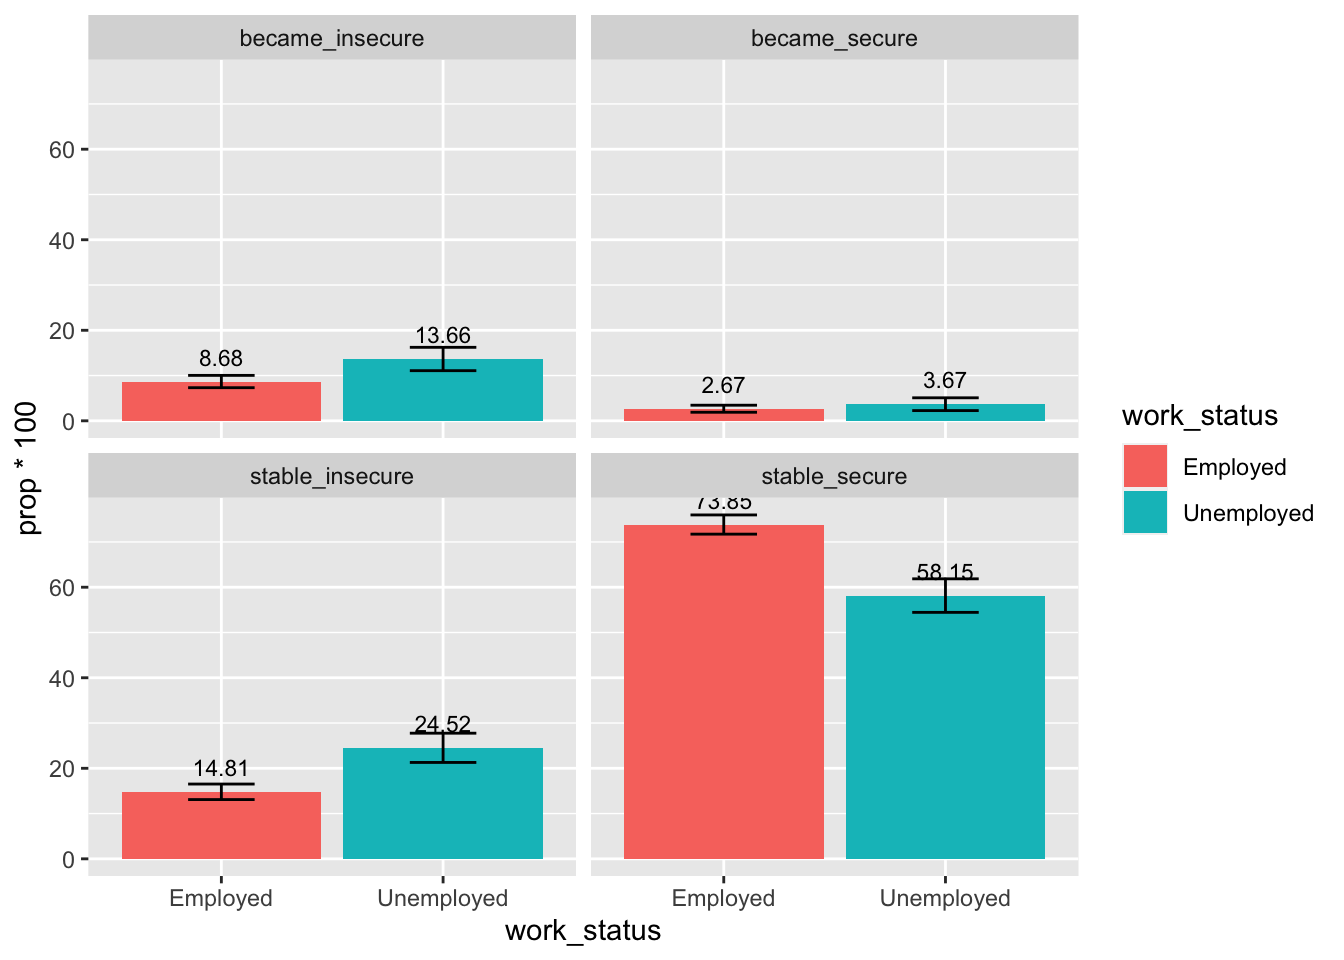 became_insecure
became_secure
60
40
20
0
13.66
8.68
2.67
3.67
stable_insecure
stable_secure
60
40
20
0
24.52
14.81
73.85
58.15
Employed
Unemployed
Employed
Unemployed
work_status
prop * 100
work_status
Employed
Unemployed